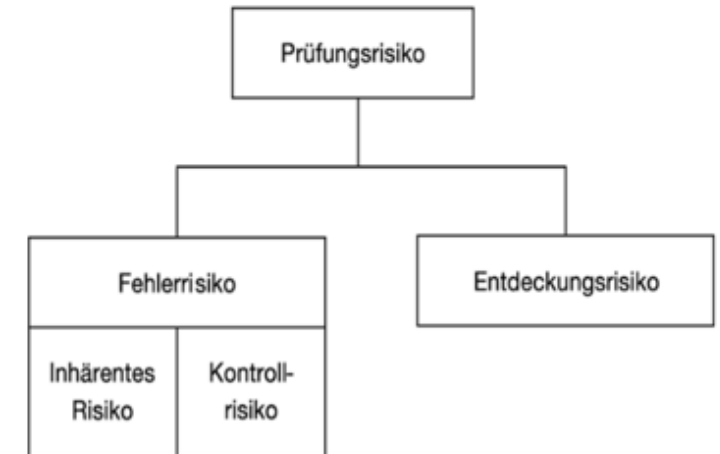 Prüfungsrisiko
Fehlerrisiko
Entdeckungsrisiko
Inhärentes
Risiko
Kontroll-
risiko